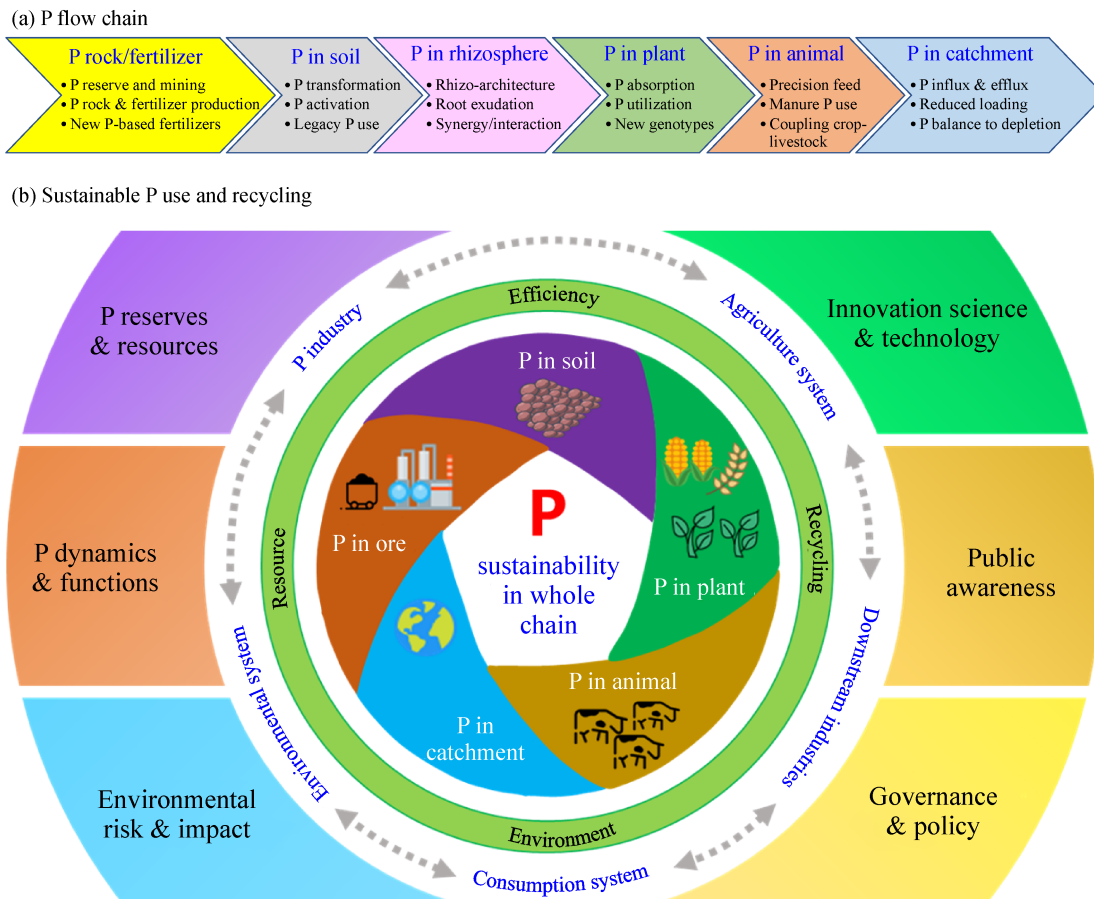 (a) P flow chain
P rock/fertilizer
• P reserve and mining
• P rock & fertilizer production
• New P-based fertilizers
P in soil
• P transformation
• P activation
• Legacy P use
P in rhizosphere
• Rhizo-architecture
• Root exudation
• Synergy/interaction
P in plant
• P absorption
• P utilization
• New genotypes
P in animal
• Precision feed
• Manure P use
• Coupling crop-
livestock
P in catchment
• P influx & efflux
• Reduced loading
• P balance to depletion
(b) Sustainable P use and recycling
P reserves
& resources
P dynamics
& functions
Environmental
risk & impact
Innovation science
& technology
Public
awareness
Governance
& policy
P industry
Agriculture system
Downstream industries
Consumption system
Environmental system
Efficiency
Recycling
Environment
Resource
P in soil
P in plant
P in animal
P in
catchment
P in ore
P
sustainability
in whole
chain